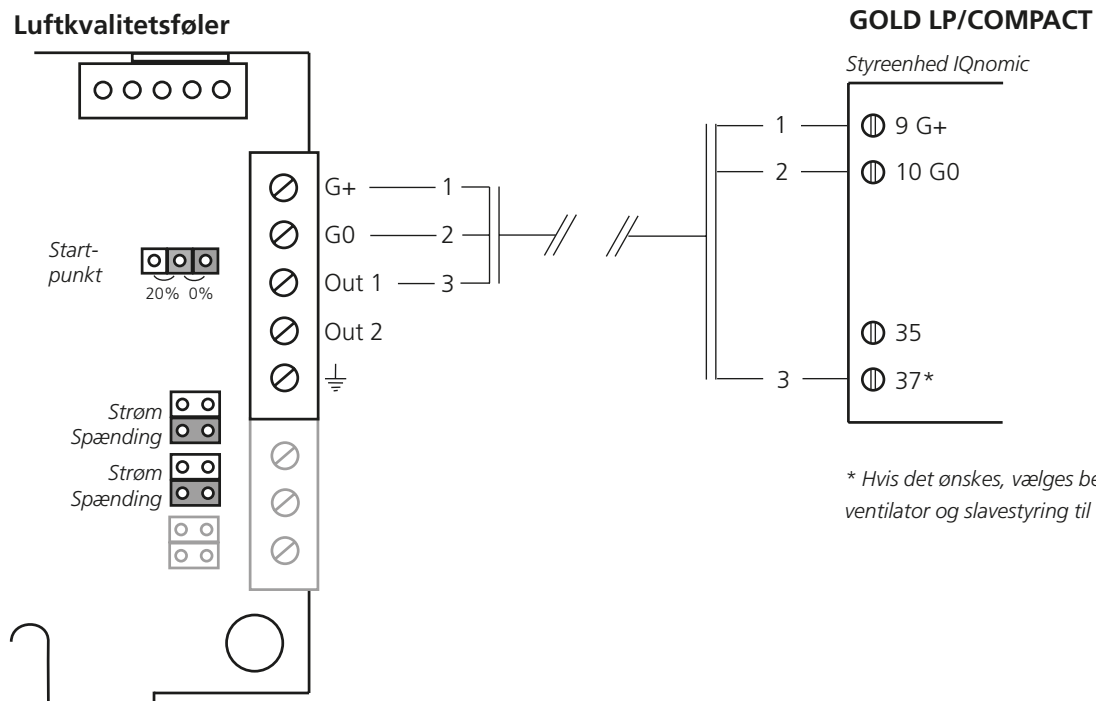 Luftkvalitetsføler
GOLD LP/COMPACT
Styreenhed IQnomic
1
9 G+
2
10 G0
G+
1
G0
2
Out 1
3
Out 2
Start-
punkt
20% 0%
35
3
37*
Strøm
Spænding
Strøm
Spænding
* Hvis det ønskes, vælges
ventilator og slavestyring til